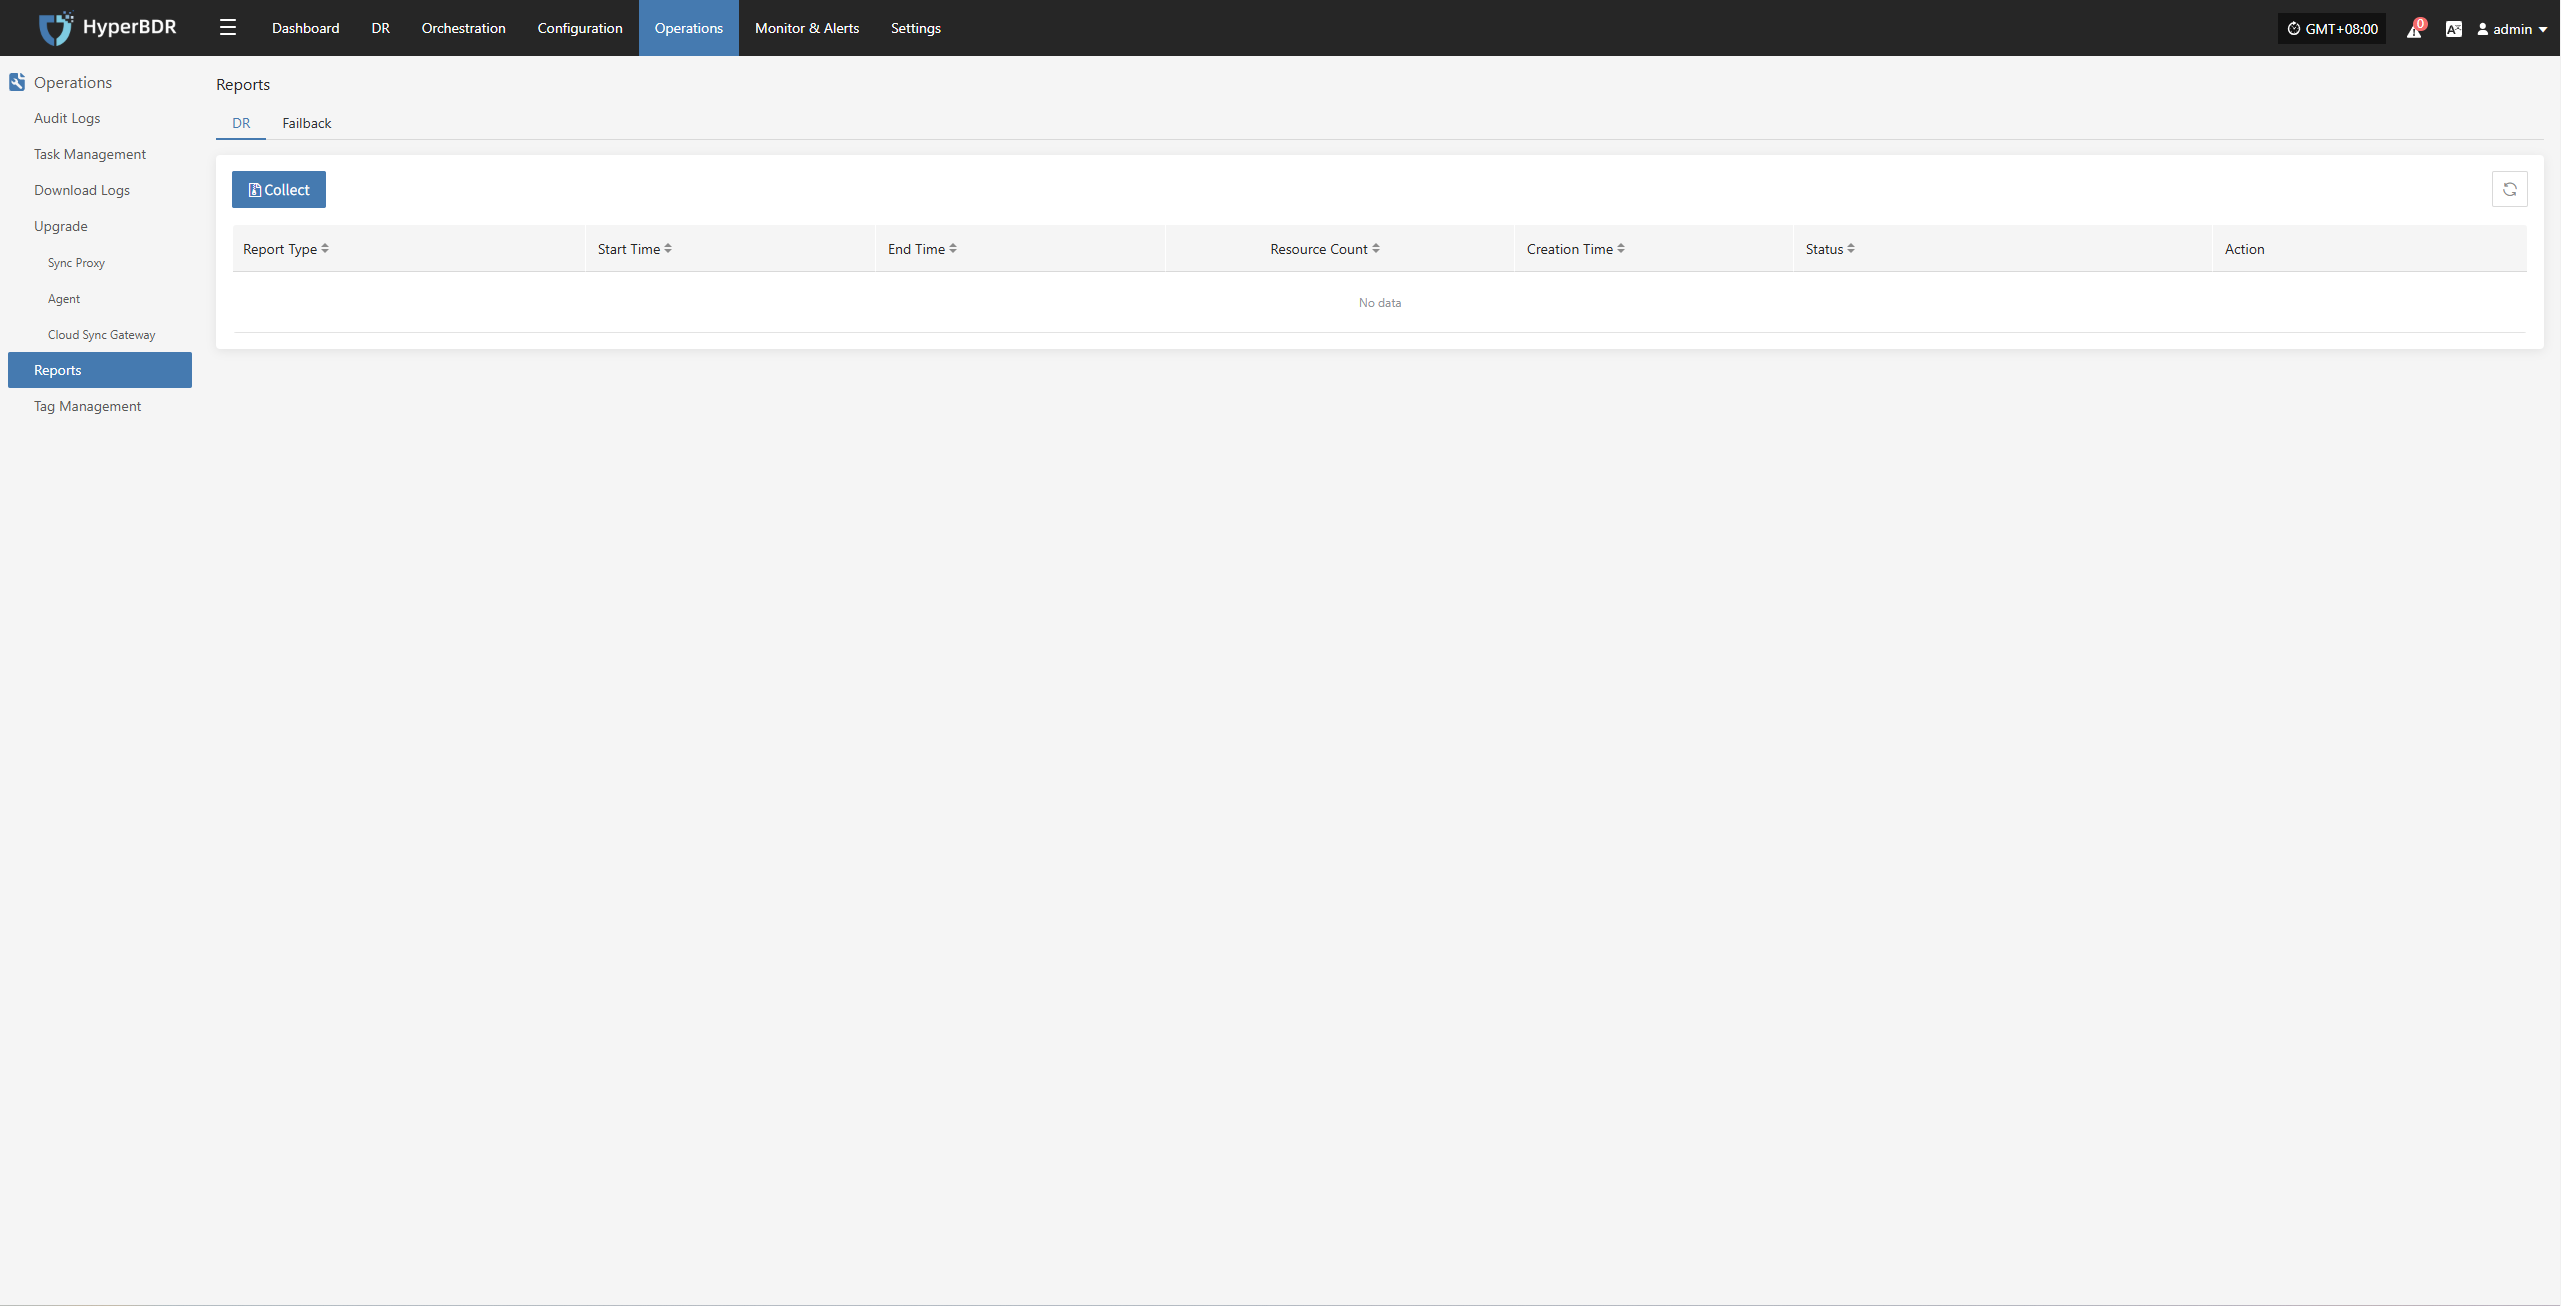 HyperBDR
Dashboard DR Orchestration Configuration Operations Monitor & Alerts Settings
GMT+08:00 0 admin
Operations
Audit Logs
Task Management
Download Logs
Upgrade
Sync Proxy
Agent
Cloud Sync Gateway
Reports
Tag Management
Reports
DR Failback
Collect
Report Type Start Time End Time Resource Count Creation Time Status Action
No data